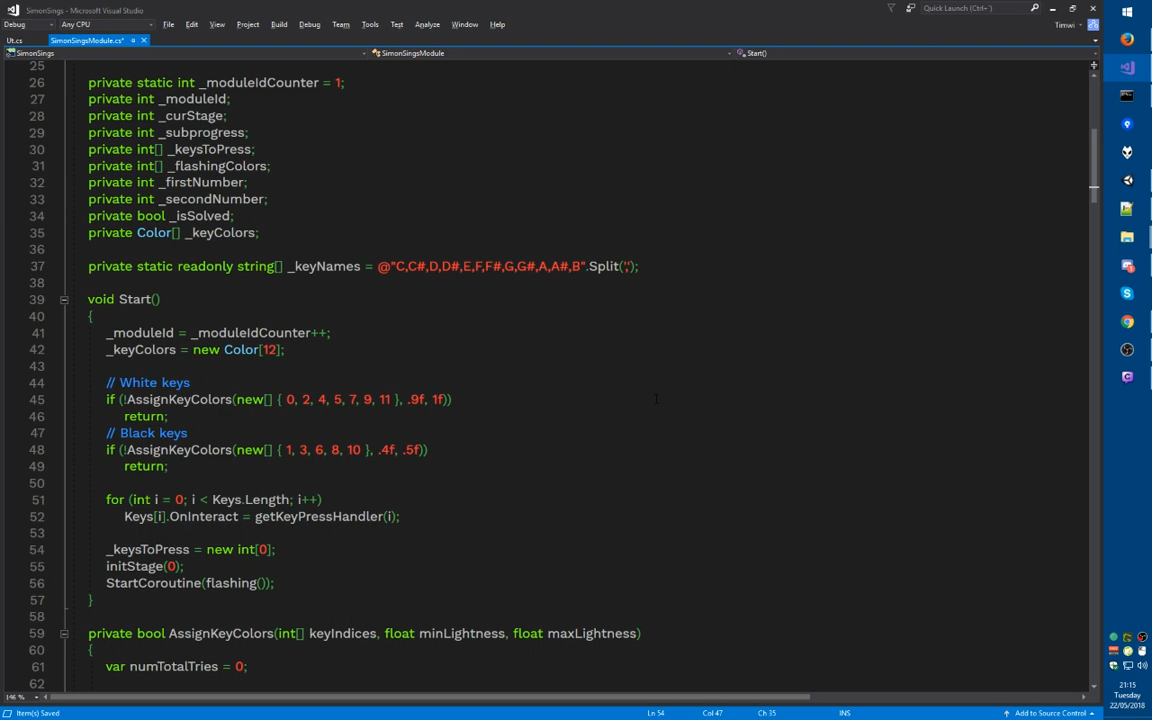 SimonSings - Microsoft Visual Studio
Quick Launch (Ctrl+`)
File Edit View Project Build Debug Team Tools Test Analyze Window Help
Timwi
Debug Any CPU
Ut.cs SimonSingsModule.cs*
SimonSings SimonSingsModule Start()
25
26 private static int _moduleIdCounter = 1;
27 private int _moduleId;
28 private int _curStage;
29 private int _subprogress;
30 private int[] _keysToPress;
31 private int[] _flashingColors;
32 private int _firstNumber;
33 private int _secondNumber;
34 private bool _isSolved;
35 private Color[] _keyColors;
36
37 private static readonly string[] _keyNames = @"C,C#,D,D#,E,F,F#,G,G#,A,A#,B".Split(',');
38
39 void Start()
40 {
41 _moduleId = _moduleIdCounter++;
42 _keyColors = new Color[12];
43
44 // White keys
45 if (!AssignKeyColors(new[] { 0, 2, 4, 5, 7, 9, 11 }, .9f, 1f))
46 return;
47 // Black keys
48 if (!AssignKeyColors(new[] { 1, 3, 6, 8, 10 }, .4f, .5f))
49 return;
50
51 for (int i = 0; i < Keys.Length; i++)
52 Keys[i].OnInteract = getKeyPressHandler(i);
53
54 _keysToPress = new int[0];
55 initStage(0);
56 StartCoroutine(flashing());
57 }
58
59 private bool AssignKeyColors(int[] keyIndices, float minLightness, float maxLightness)
60 {
61 var numTotalTries = 0;
62
146 %
Item(s) Saved Ln 54 Col 47 Ch 35 INS Add to Source Control
21:15
Tuesday
22/05/2018